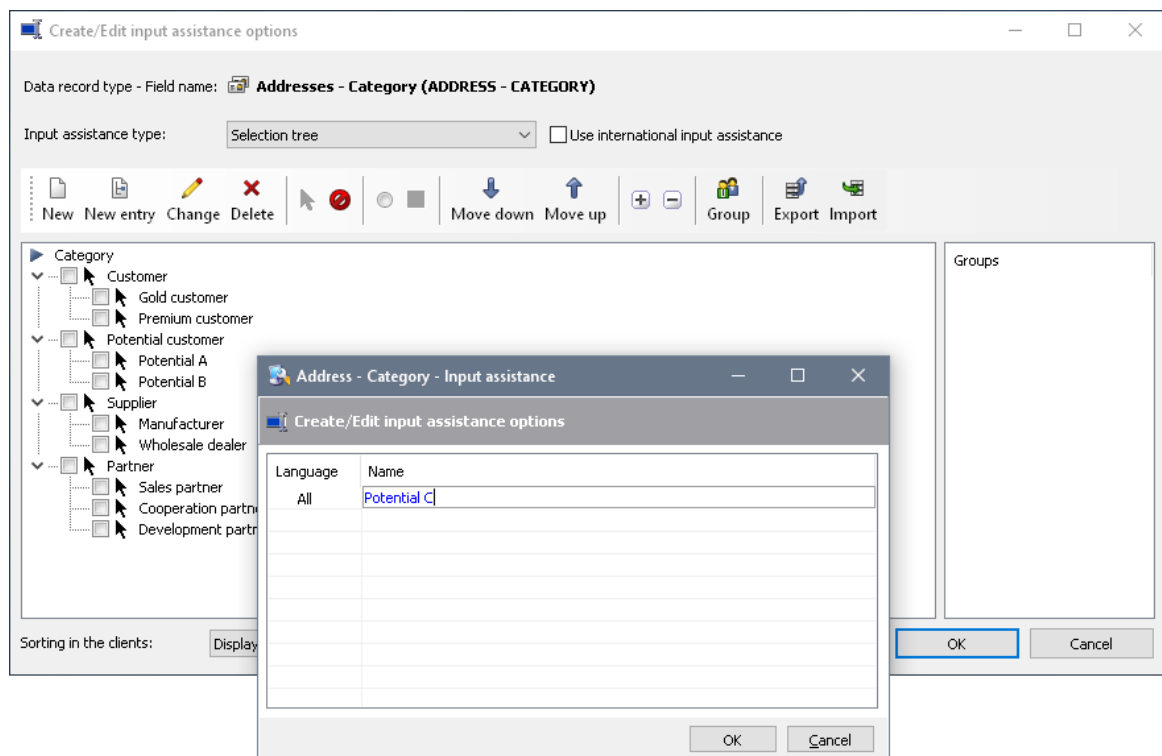 Create/Edit input assistance options
Data record type - Field name: Addresses - Category (ADDRESS - CATEGORY)
Input assistance type: Selection tree Use international input assistance
New New entry Change Delete Move down Move up Group Export Import
Category
Customer
Gold customer
Premium customer
Potential customer
Potential A
Potential B
Supplier
Manufacturer
Wholesale dealer
Partner
Sales partner
Cooperation partn
Development partr
Groups
Sorting in the clients: Display
OK Cancel
Address - Category - Input assistance
Create/Edit input assistance options
Language Name
All Potential C
OK Cancel